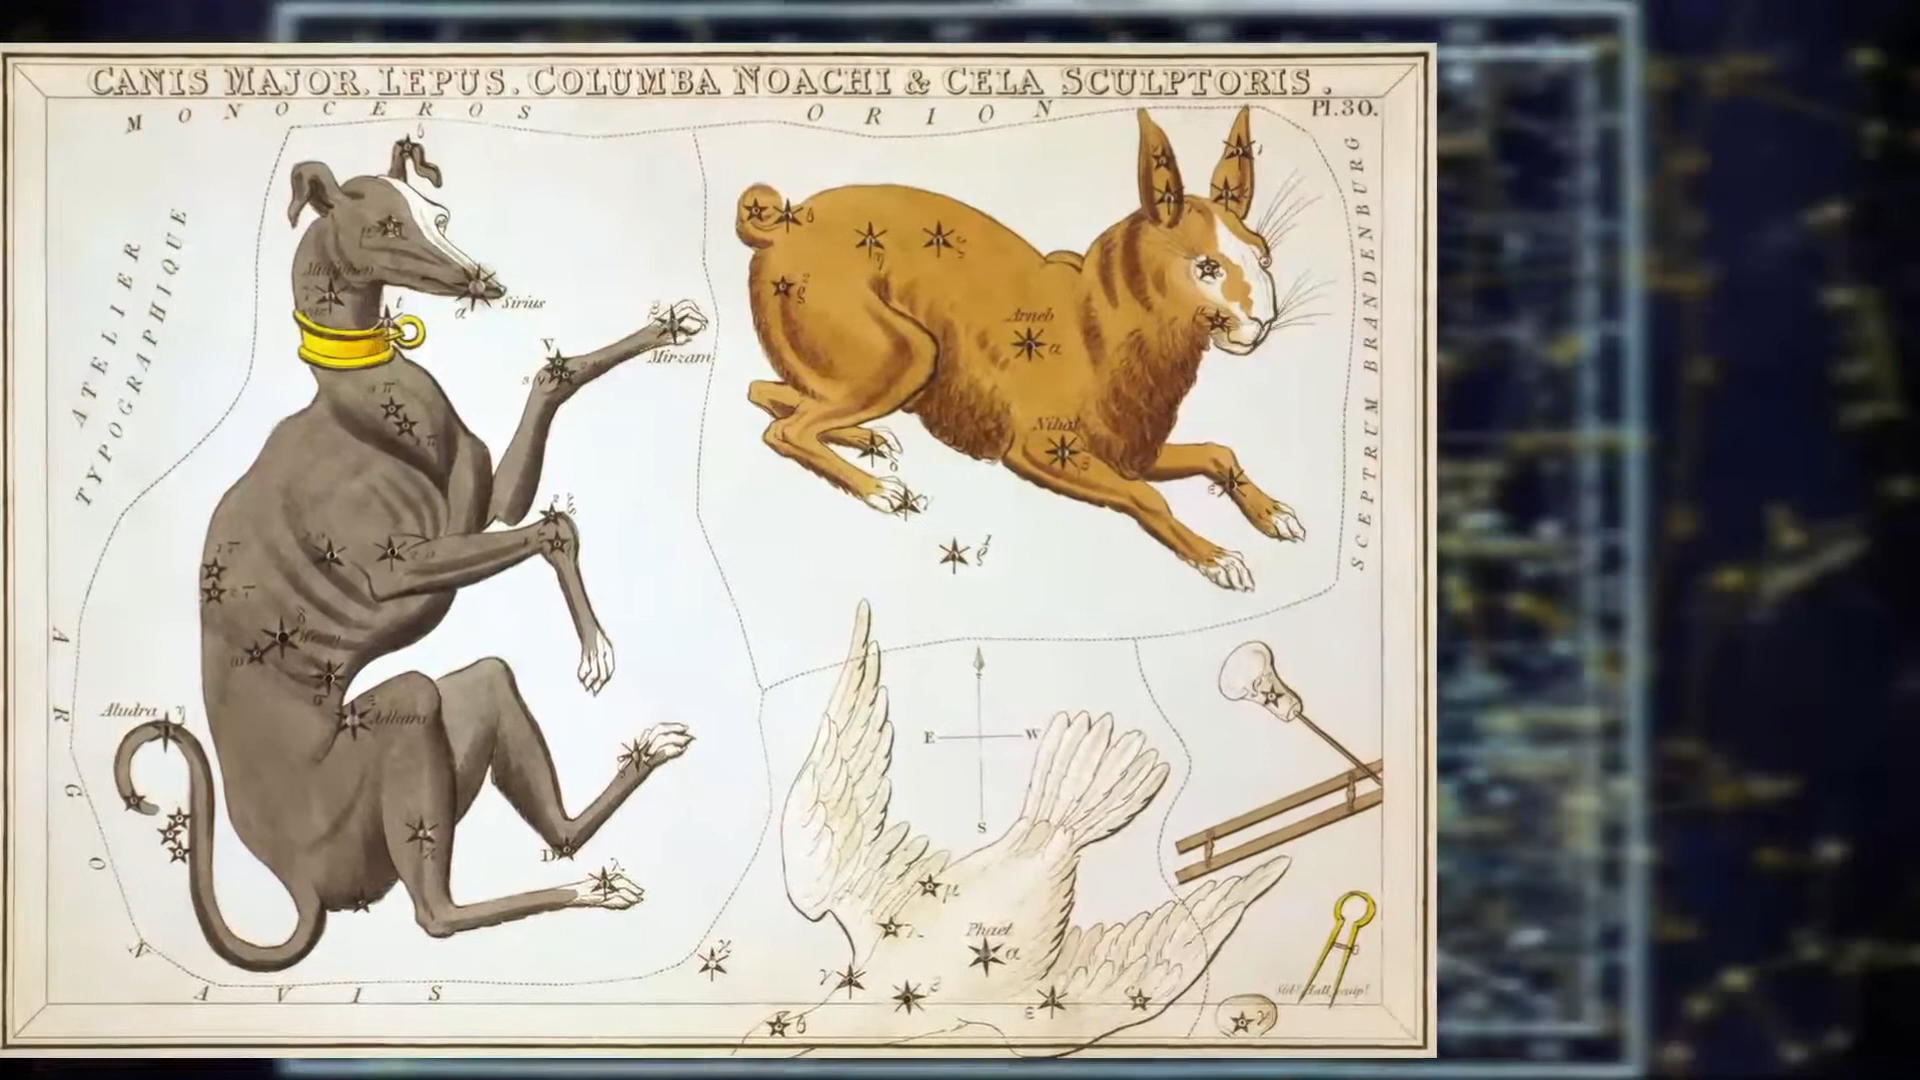 CANIS MAJOR, LEPUS, COLUMBA NOACHI & CELA SCULPTORIS.
MONOCEROS
ORION
Pl.30.
ATELIER
TYPOGRAPHIQUE
SCEPTRUM BRANDENBURG
δ
Sirius
α
Mirzam
Arneb
α
Nihal
β
Aludra η
Adhara
E W
S
ARGO
NAVIS
μ
Phaet
α
γ
β
ε
δ
γ